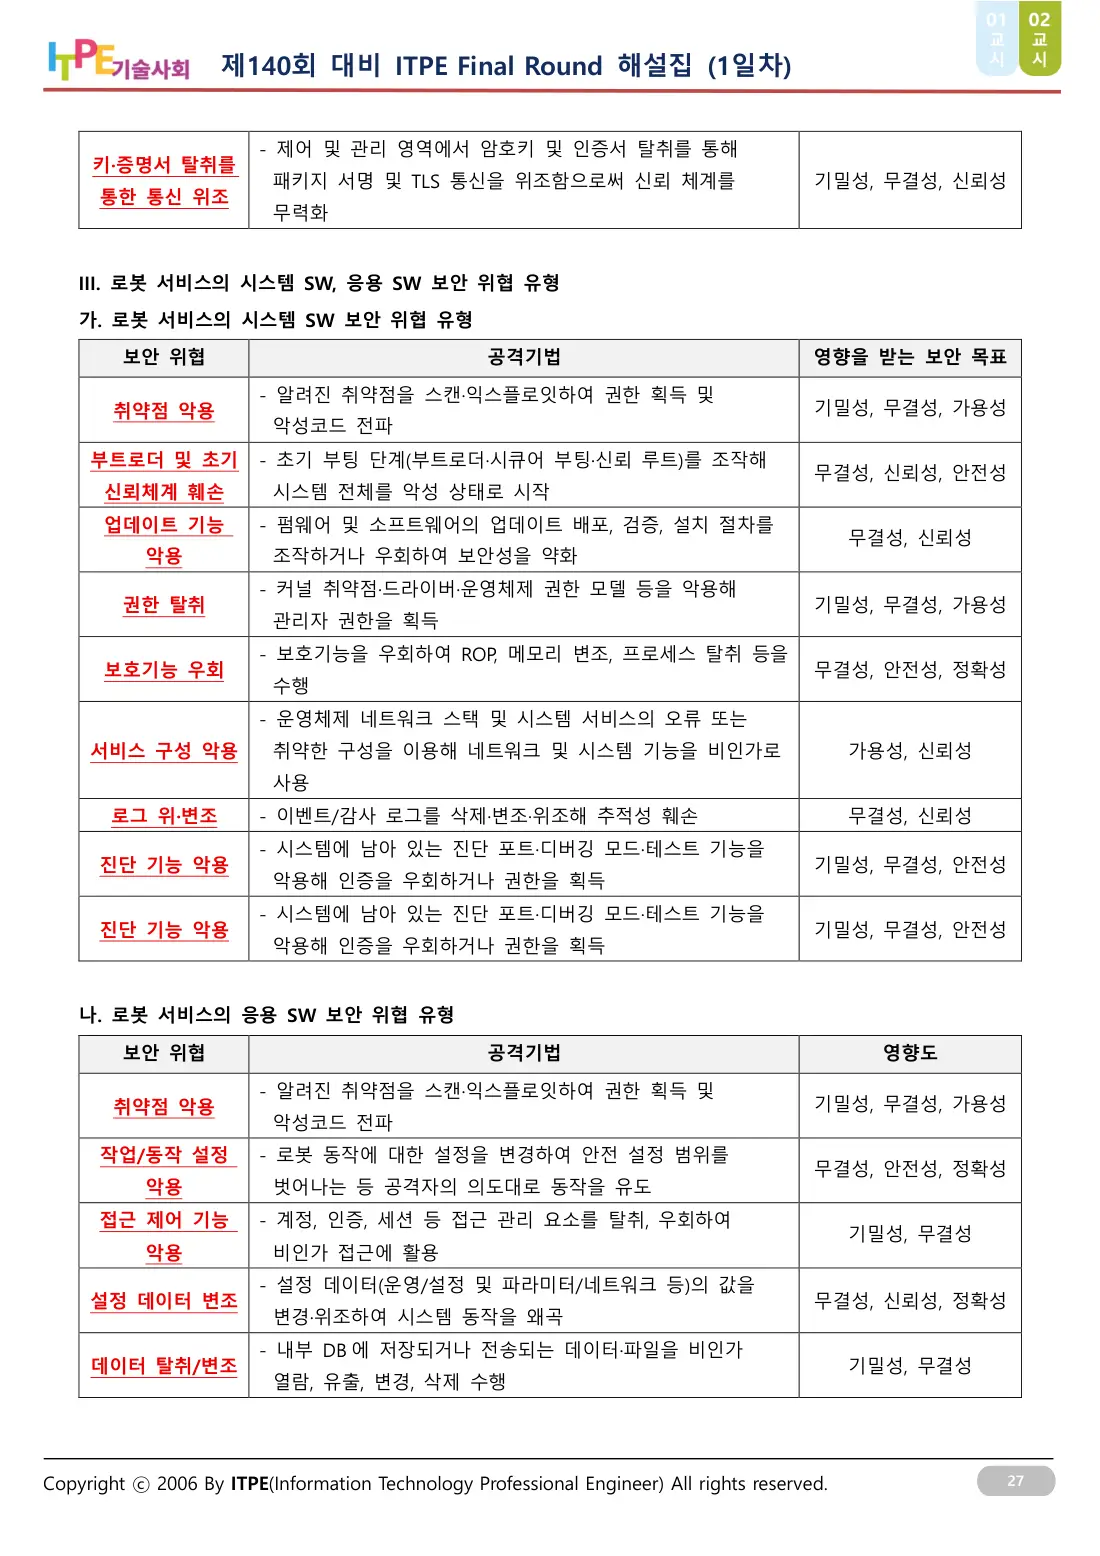 ITPE기술사회 제140회 대비 ITPE Final Round 해설집 (1일차)
01 교시
02 교시
키·증명서 탈취를
통한 통신 위조
- 제어 및 관리 영역에서 암호키 및 인증서 탈취를 통해
패키지 서명 및 TLS 통신을 위조함으로써 신뢰 체계를
무력화
기밀성, 무결성, 신뢰성
III. 로봇 서비스의 시스템 SW, 응용 SW 보안 위협 유형
가. 로봇 서비스의 시스템 SW 보안 위협 유형
보안 위협 공격기법 영향을 받는 보안 목표
취약점 악용
- 알려진 취약점을 스캔·익스플로잇하여 권한 획득 및
악성코드 전파
기밀성, 무결성, 가용성
부트로더 및 초기
신뢰체계 훼손
- 초기 부팅 단계(부트로더·시큐어 부팅·신뢰 루트)를 조작해
시스템 전체를 악성 상태로 시작
무결성, 신뢰성, 안전성
업데이트 기능
악용
- 펌웨어 및 소프트웨어의 업데이트 배포, 검증, 설치 절차를
조작하거나 우회하여 보안성을 약화
무결성, 신뢰성
권한 탈취
- 커널 취약점·드라이버·운영체제 권한 모델 등을 악용해
관리자 권한을 획득
기밀성, 무결성, 가용성
보호기능 우회
- 보호기능을 우회하여 ROP, 메모리 변조, 프로세스 탈취 등을
수행
무결성, 안전성, 정확성
서비스 구성 악용
- 운영체제 네트워크 스택 및 시스템 서비스의 오류 또는
취약한 구성을 이용해 네트워크 및 시스템 기능을 비인가로
사용
가용성, 신뢰성
로그 위·변조
- 이벤트/감사 로그를 삭제·변조·위조해 추적성 훼손
무결성, 신뢰성
진단 기능 악용
- 시스템에 남아 있는 진단 포트·디버깅 모드·테스트 기능을
악용해 인증을 우회하거나 권한을 획득
기밀성, 무결성, 안전성
진단 기능 악용
- 시스템에 남아 있는 진단 포트·디버깅 모드·테스트 기능을
악용해 인증을 우회하거나 권한을 획득
기밀성, 무결성, 안전성
나. 로봇 서비스의 응용 SW 보안 위협 유형
보안 위협 공격기법 영향도
취약점 악용
- 알려진 취약점을 스캔·익스플로잇하여 권한 획득 및
악성코드 전파
기밀성, 무결성, 가용성
작업/동작 설정
악용
- 로봇 동작에 대한 설정을 변경하여 안전 설정 범위를
벗어나는 등 공격자의 의도대로 동작을 유도
무결성, 안전성, 정확성
접근 제어 기능
악용
- 계정, 인증, 세션 등 접근 관리 요소를 탈취, 우회하여
비인가 접근에 활용
기밀성, 무결성
설정 데이터 변조
- 설정 데이터(운영/설정 및 파라미터/네트워크 등)의 값을
변경·위조하여 시스템 동작을 왜곡
무결성, 신뢰성, 정확성
데이터 탈취/변조
- 내부 DB에 저장되거나 전송되는 데이터·파일을 비인가
열람, 유출, 변경, 삭제 수행
기밀성, 무결성
Copyright ⓒ 2006 By ITPE(Information Technology Professional Engineer) All rights reserved.
27